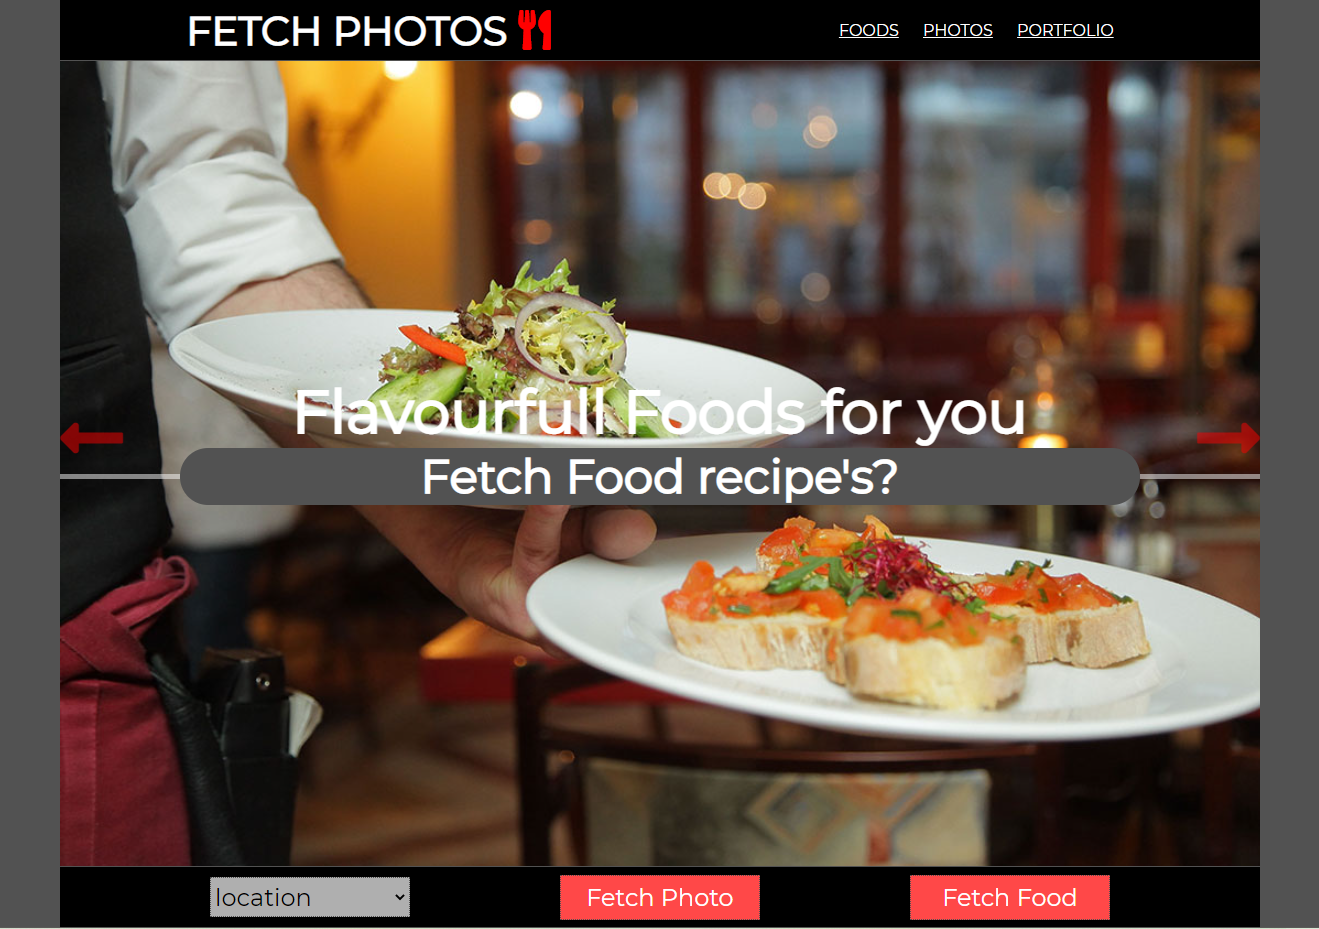 FETCH PHOTOS
FOODS PHOTOS PORTFOLIO
Flavourfull Foods for you
Fetch Food recipe's?
location
Fetch Photo
Fetch Food